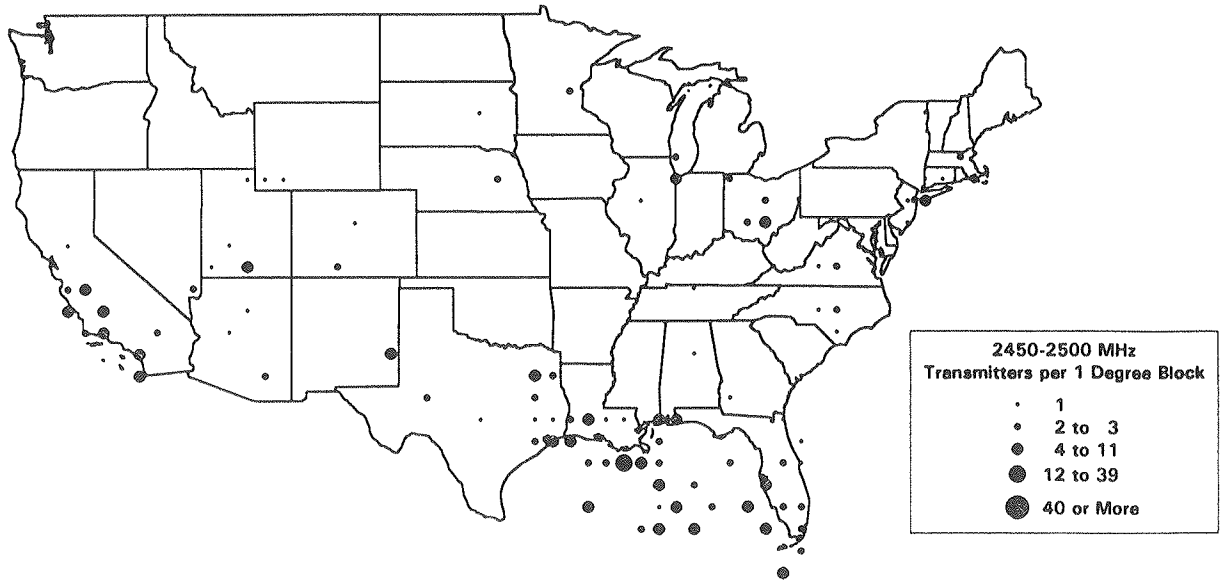 2450-2500 MHz
Transmitters per 1 Degree Block
1
2 to 3
4 to 11
12 to 39
40 or More